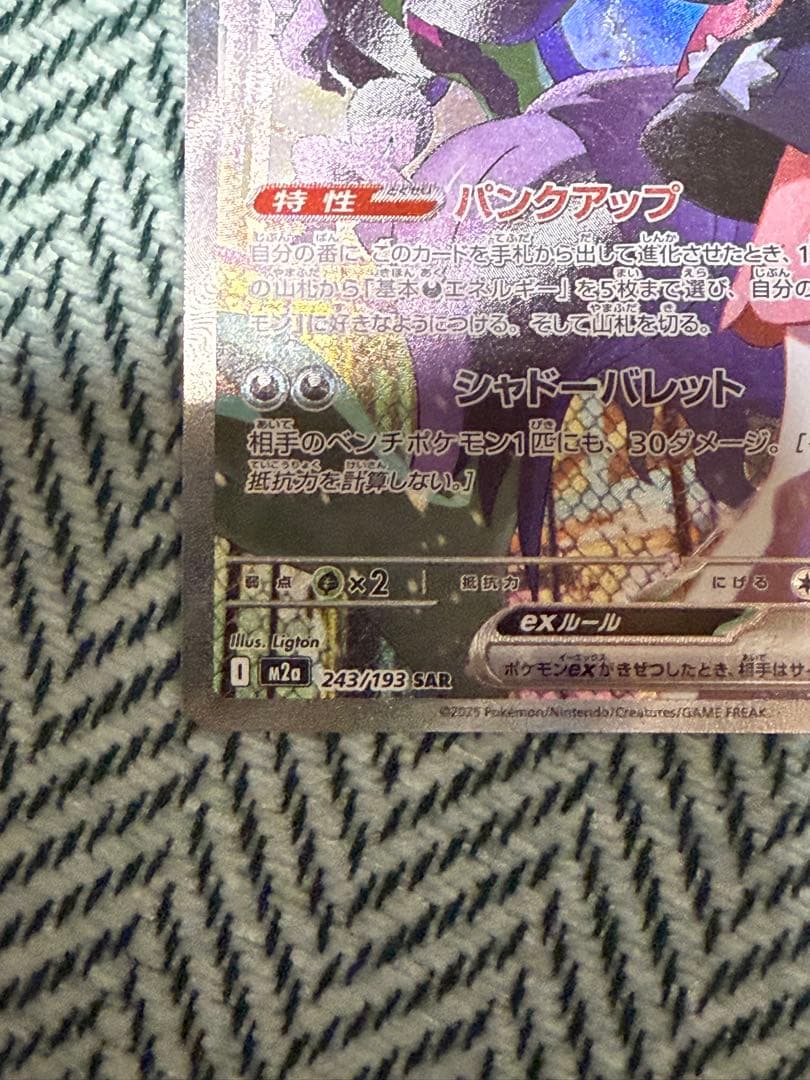 特性 パンクアップ
自分の番に、このカードを手札から出して進化させたとき、1
の山札から「基本エネルギー」を5枚まで選び、自分の
モン」に好きなようにつける。そして山札を切る。
シャドーバレット
相手のベンチポケモン1匹にも、30ダメージ。[
抵抗力を計算しない。]
弱点 ×2 抵抗力 にげる
exルール
Illus. Ligton
ポケモンexがきぜつしたとき、相手はサ
I m2a 243/193 SAR
©2025 Pokémon/Nintendo/Creatures/GAME FREAK